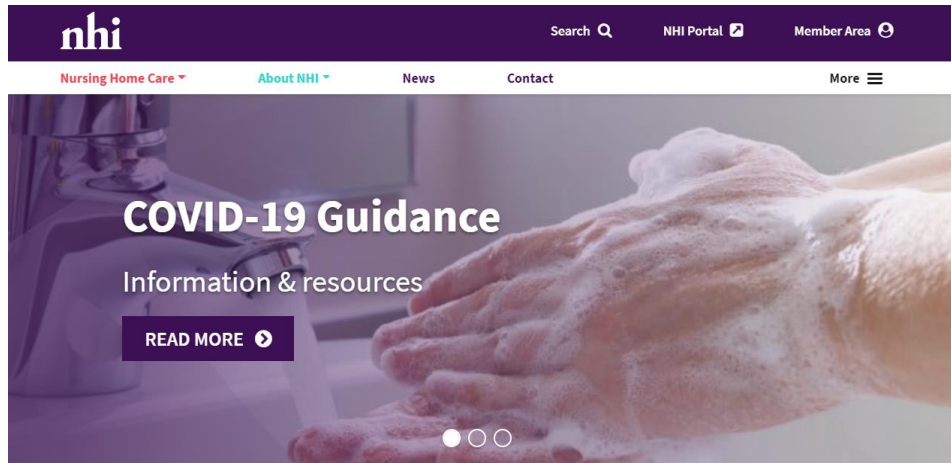 nhi
Search
NHI Portal
Member Area
Nursing Home Care
About NHI
News
Contact
More
COVID-19 Guidance
Information & resources
READ MORE